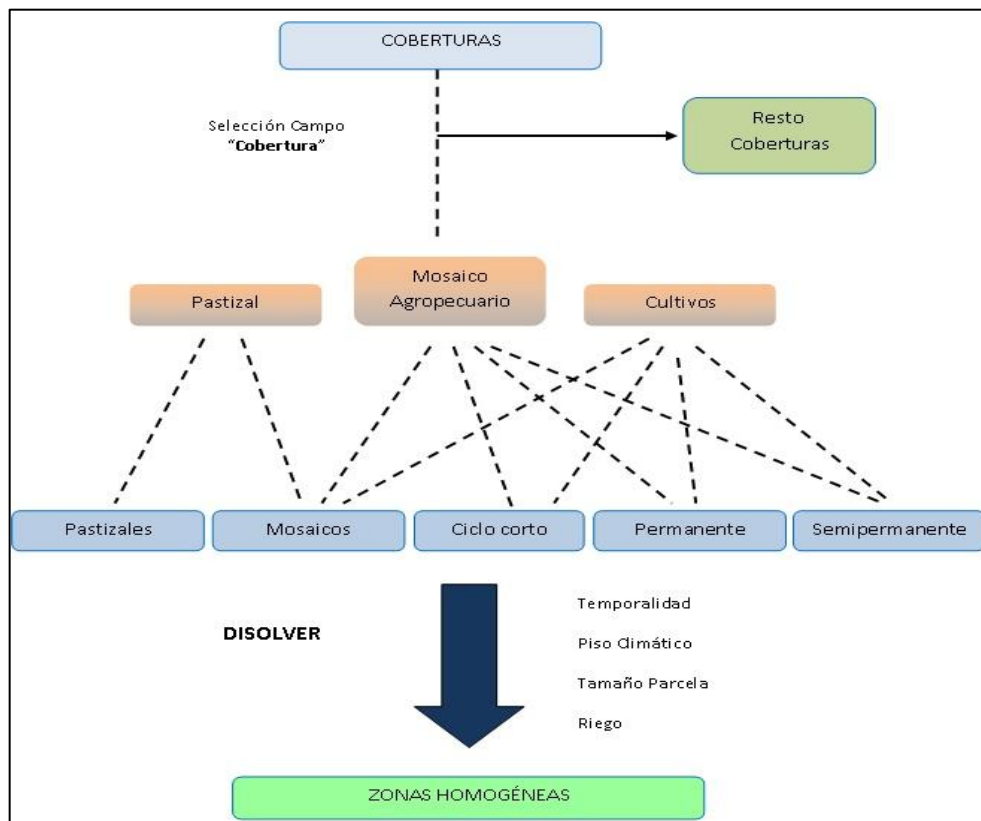 COBERTURAS
Selección Campo
“Cobertura”
Resto
Coberturas
Pastizal
Mosaico
Agropecuario
Cultivos
Pastizales
Mosaicos
Ciclo corto
Permanente
Semipermanente
DISOLVER
Temporalidad
Piso Climático
Tamaño Parcela
Riego
ZONAS HOMOGÉNEAS